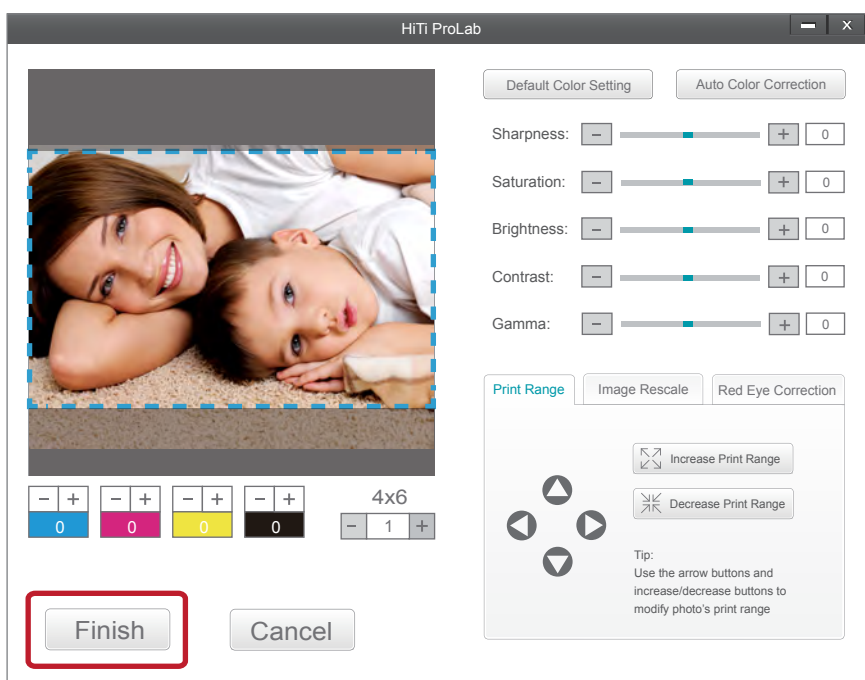 HiTi ProLab
– X
Default Color Setting Auto Color Correction
Sharpness: – + 0
Saturation: – + 0
Brightness: – + 0
Contrast: – + 0
Gamma: – + 0
Print Range Image Rescale Red Eye Correction
Increase Print Range
Decrease Print Range
Tip:
Use the arrow buttons and
increase/decrease buttons to
modify photo's print range
– + – + – + – + 4x6
0 0 0 0 – 1 +
Finish Cancel